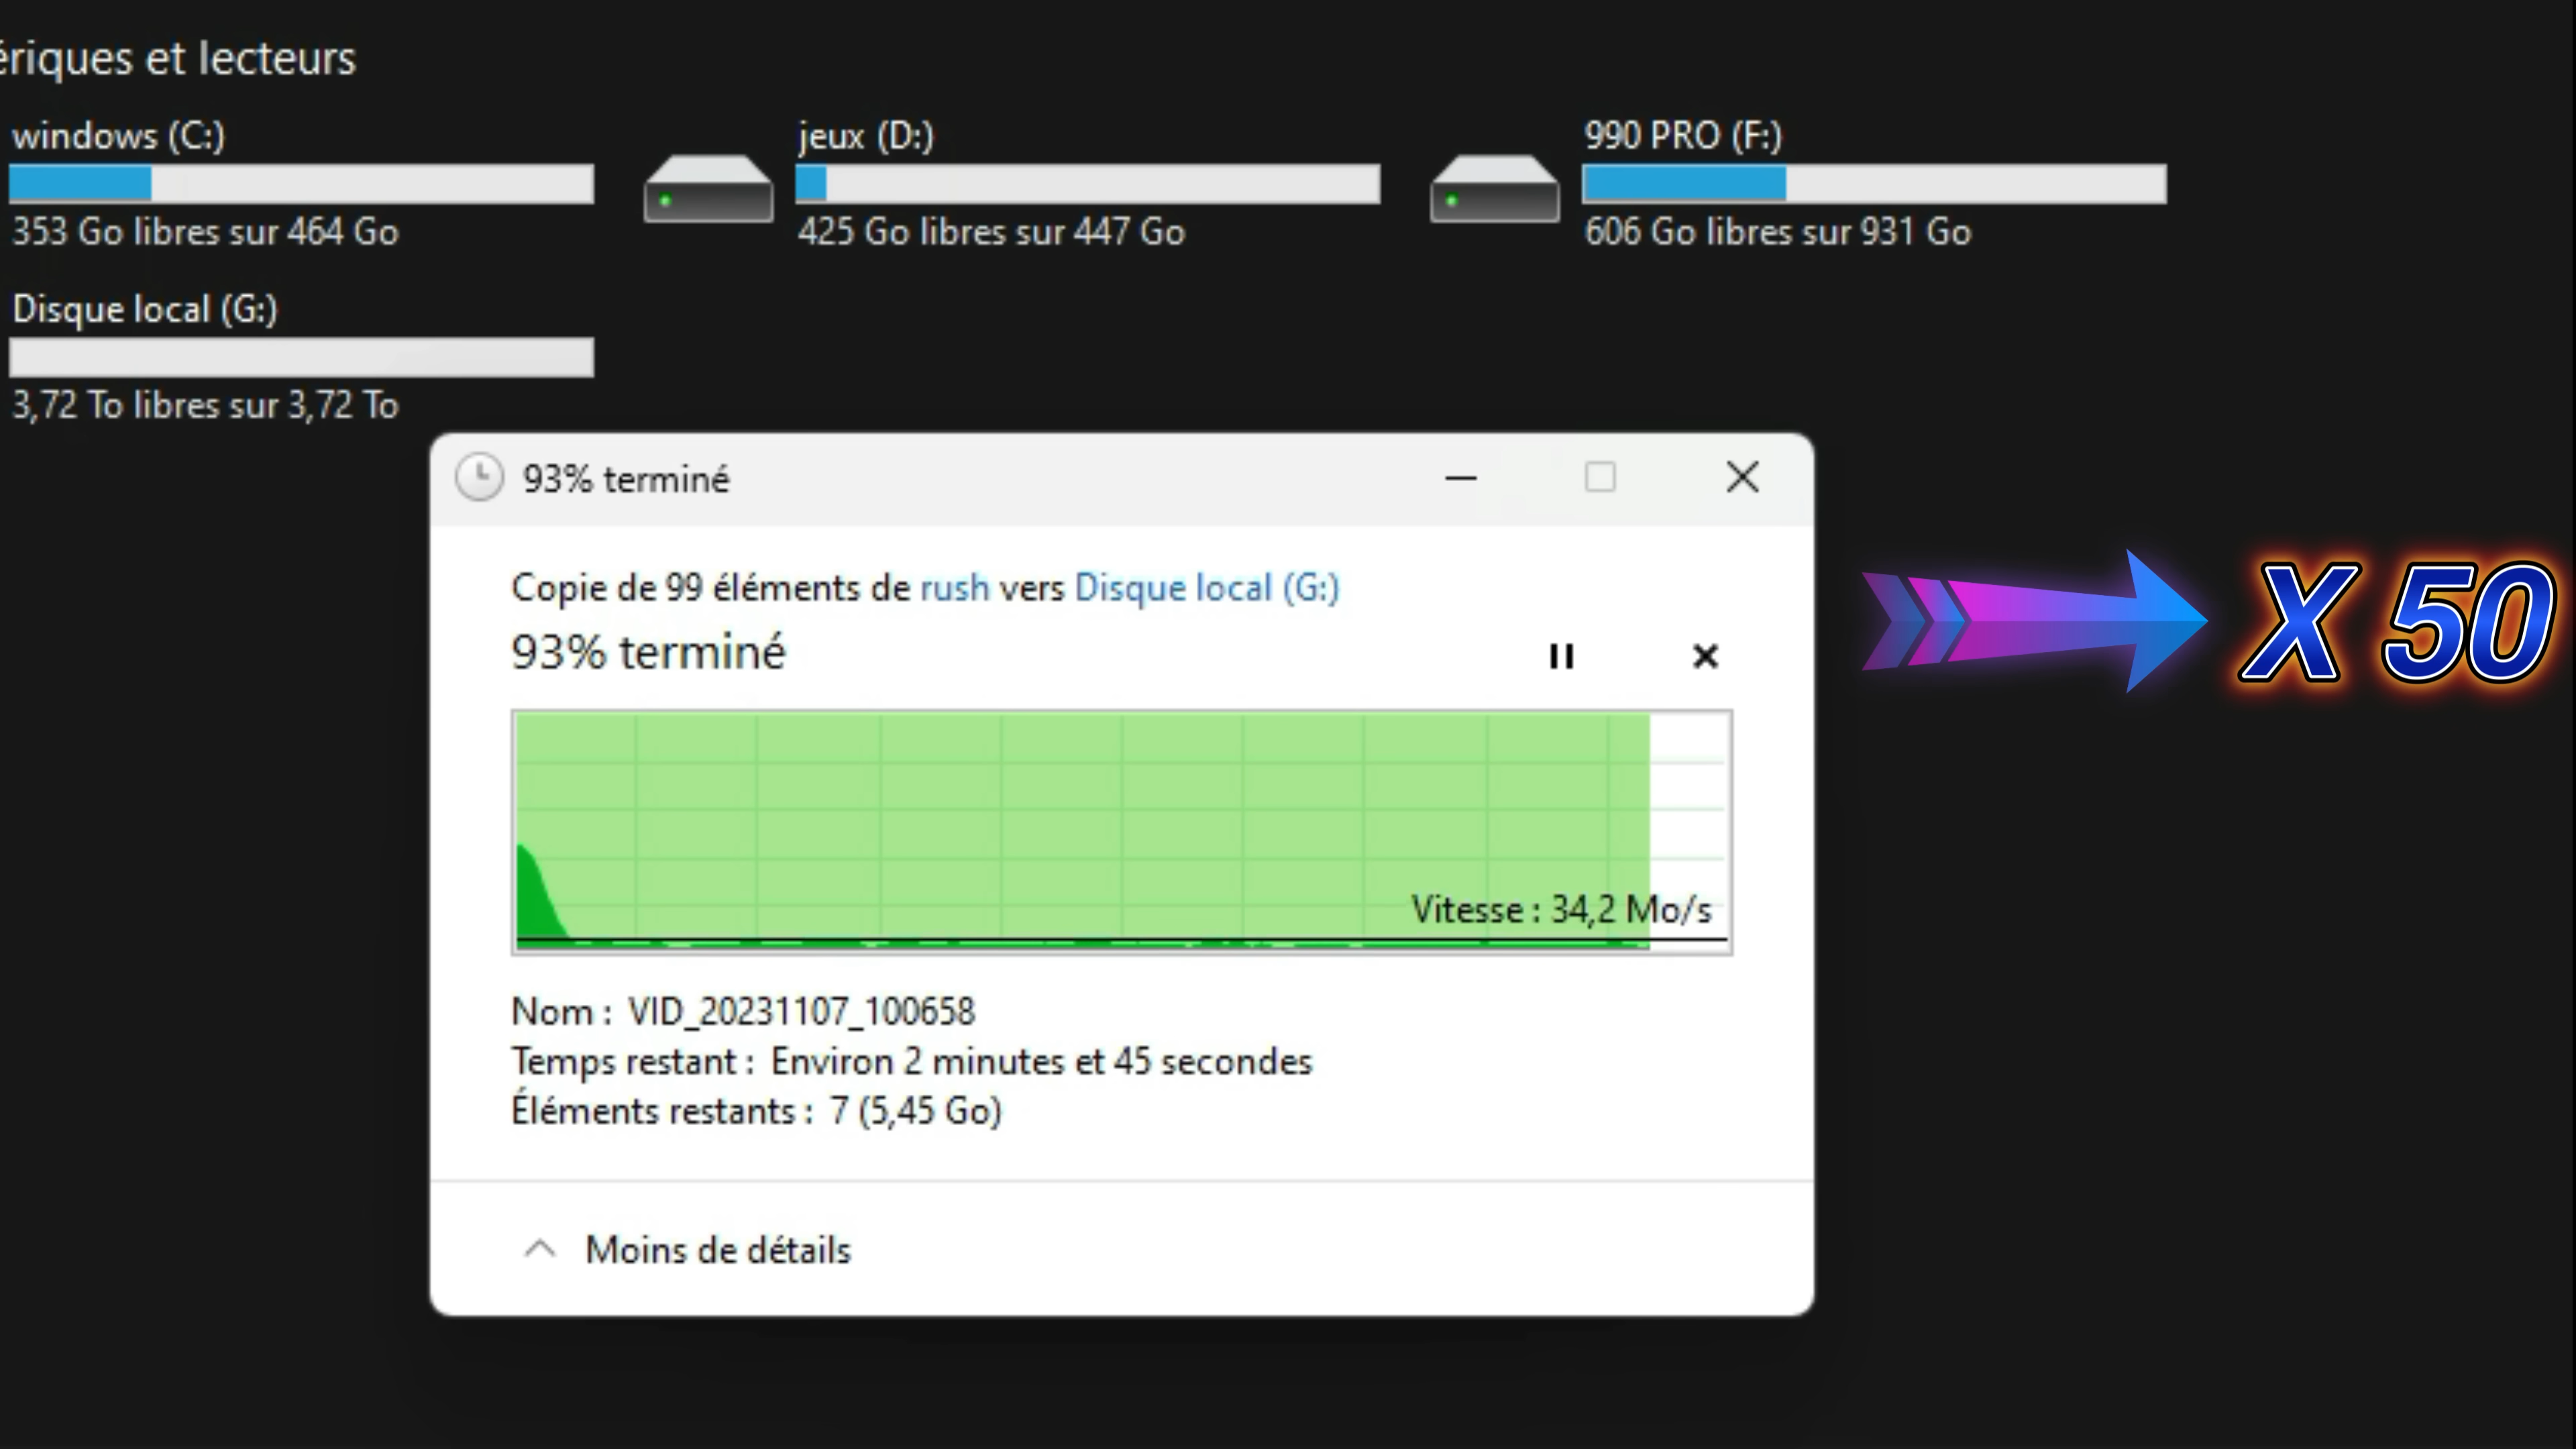 ériques et lecteurs
windows (C:)
353 Go libres sur 464 Go
jeux (D:)
425 Go libres sur 447 Go
990 PRO (F:)
606 Go libres sur 931 Go
Disque local (G:)
3,72 To libres sur 3,72 To
93% terminé
Copie de 99 éléments de rush vers Disque local (G:)
93% terminé
Vitesse : 34,2 Mo/s
Nom : VID_20231107_100658
Temps restant : Environ 2 minutes et 45 secondes
Éléments restants : 7 (5,45 Go)
Moins de détails
X 50